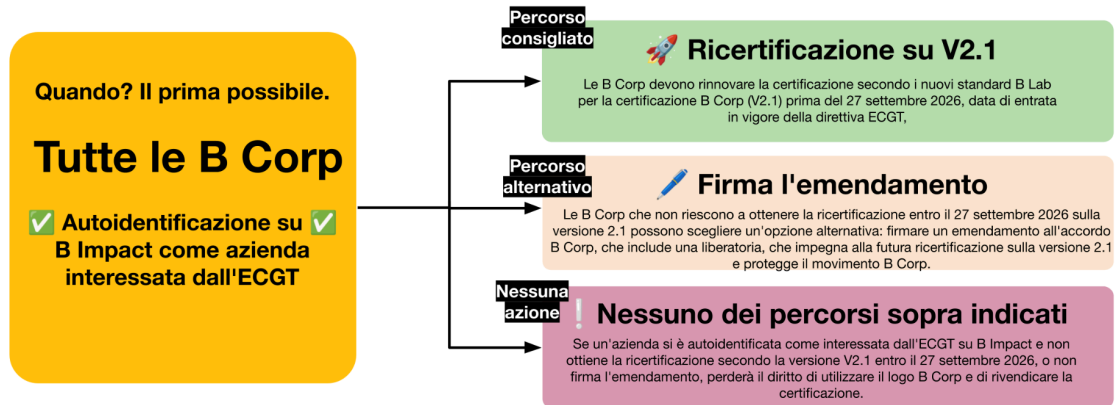 Quando? Il prima possibile.
Tutte le B Corp
✅ Autoidentificazione su ✅
B Impact come azienda
interessata dall'ECGT
Percorso
consigliato
🚀 Ricertificazione su V2.1
Le B Corp devono rinnovare la certificazione secondo i nuovi standard B Lab
per la certificazione B Corp (V2.1) prima del 27 settembre 2026, data di entrata
in vigore della direttiva ECGT,
Percorso
alternativo
🖊️ Firma l'emendamento
Le B Corp che non riescono a ottenere la ricertificazione entro il 27 settembre 2026 sulla
versione 2.1 possono scegliere un'opzione alternativa: firmare un emendamento all'accordo
B Corp, che include una liberatoria, che impegna alla futura ricertificazione sulla versione 2.1
e protegge il movimento B Corp.
Nessuna
azione
❕ Nessuno dei percorsi sopra indicati
Se un'azienda si è autoidentificata come interessata dall'ECGT su B Impact e non
ottiene la ricertificazione secondo la versione V2.1 entro il 27 settembre 2026, o non
firma l'emendamento, perderà il diritto di utilizzare il logo B Corp e di rivendicare la
certificazione.